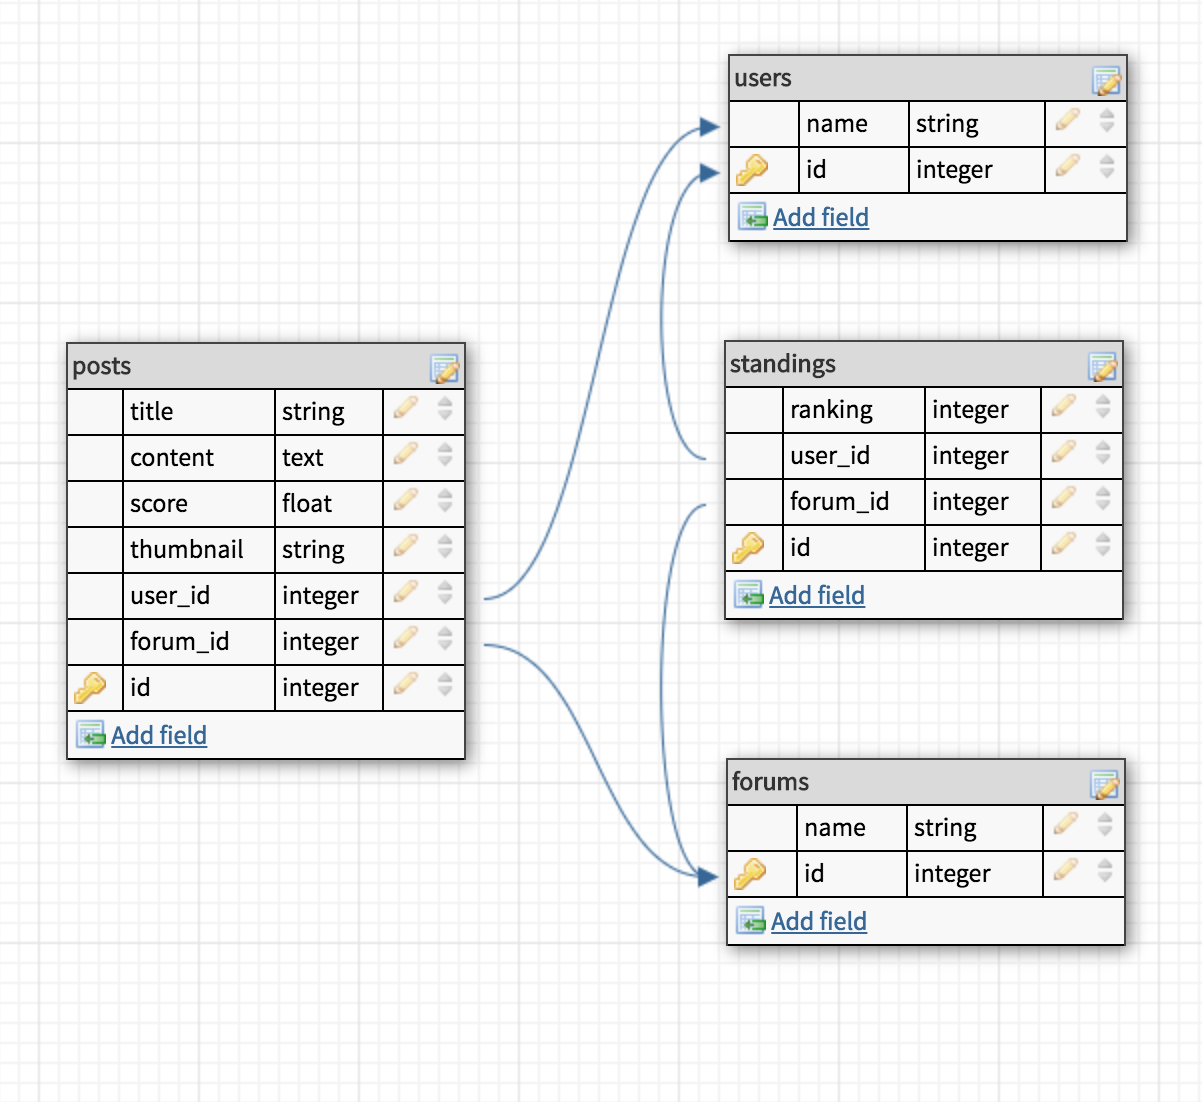 users
name string
id integer
Add field
posts
title string
content text
score float
thumbnail string
user_id integer
forum_id integer
id integer
Add field
standings
ranking integer
user_id integer
forum_id integer
id integer
Add field
forums
name string
id integer
Add field